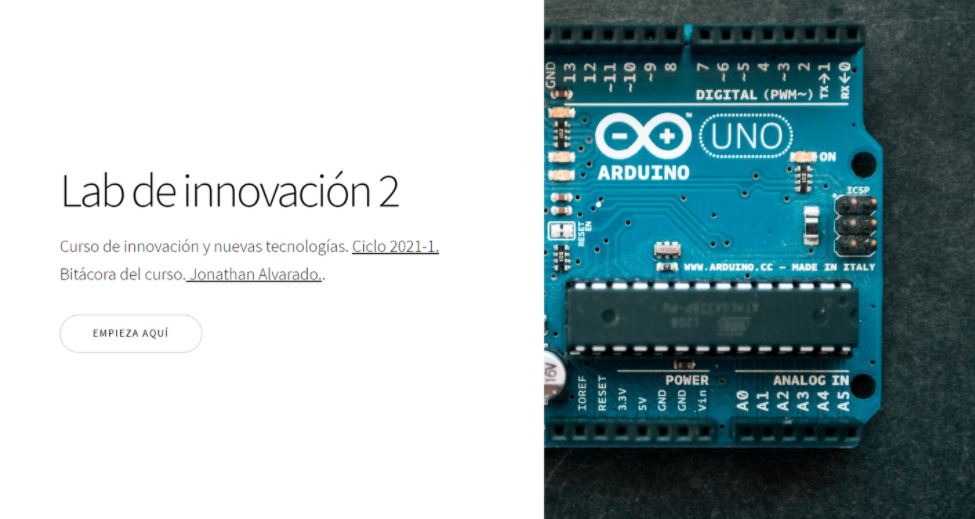 Lab de innovación 2
Curso de innovación y nuevas tecnologías. Ciclo 2021-1.
Bitácora del curso. Jonathan Alvarado..
EMPIEZA AQUÍ
GND 13 12 ~11 ~10 ~9 8 7 ~6 ~5 4 ~3 2 TX→1 RX←0
DIGITAL (PWM~)
UNO
ON
ARDUINO
ICSP
RESET EN
WWW.ARDUINO.CC - MADE IN ITALY
16V
POWER
ANALOG IN
IOREF RESET 3.3V 5V GND GND Vin A0 A1 A2 A3 A4 A5